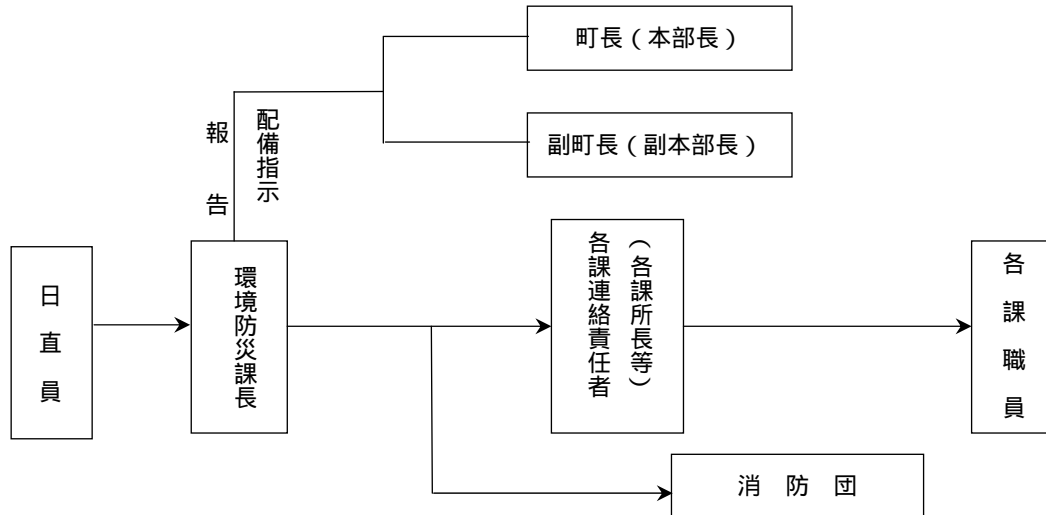 町長（本部長）
副町長（副本部長）
報告
配備指示
日直員
環境防災課長
（各課所長等）
各課連絡責任者
各課職員
消防団